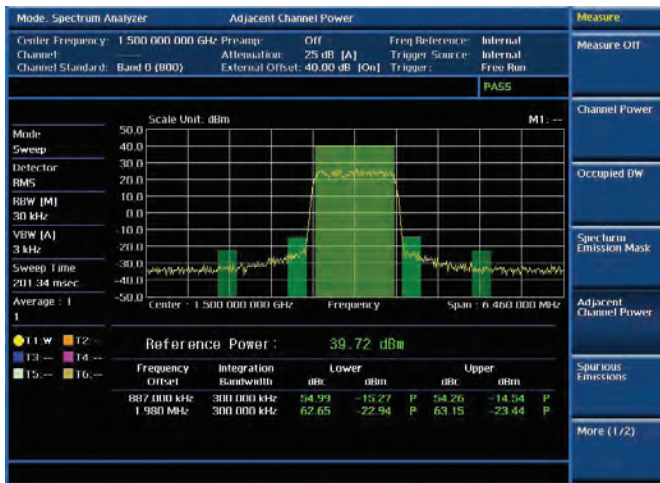 Mode: Spectrum Analyzer Adjacent Channel Power Measure
Center Frequency: 1.500 000 000 GHz Preamp: Off Freq Reference: Internal
Channel: ------ Attenuation: 25 dB [A] Trigger Source: Internal
Channel Standard: Band 0 (800) External Offset: 40.00 dB [On] Trigger: Free Run
PASS
Measure Off
Channel Power
Occupied BW
Specturm
Emission Mask
Adjacent
Channel Power
Spurious
Emissions
More (1/2)
Mode
Sweep
Detector
RMS
RBW [M]
30 kHz
VBW [A]
3 kHz
Sweep Time
201.34 msec
Average : 1
1
T1:W T2:--
T3:-- T4:--
T5:-- T6:--
Scale Unit: dBm M1: --
50.0
40.0
30.0
20.0
10.0
0.0
-10.0
-20.0
-30.0
-40.0
-50.0
Center : 1.500 000 000 GHz Frequency Span : 6.460 000 MHz
Reference Power: 39.72 dBm
Frequency Integration Lower Upper
Offset Bandwidth dBc dBm dBc dBm
887.000 kHz 300.000 kHz 54.99 -15.27 P 54.26 -14.54 P
1.980 MHz 300.000 kHz 62.65 -22.94 P 63.15 -23.44 P